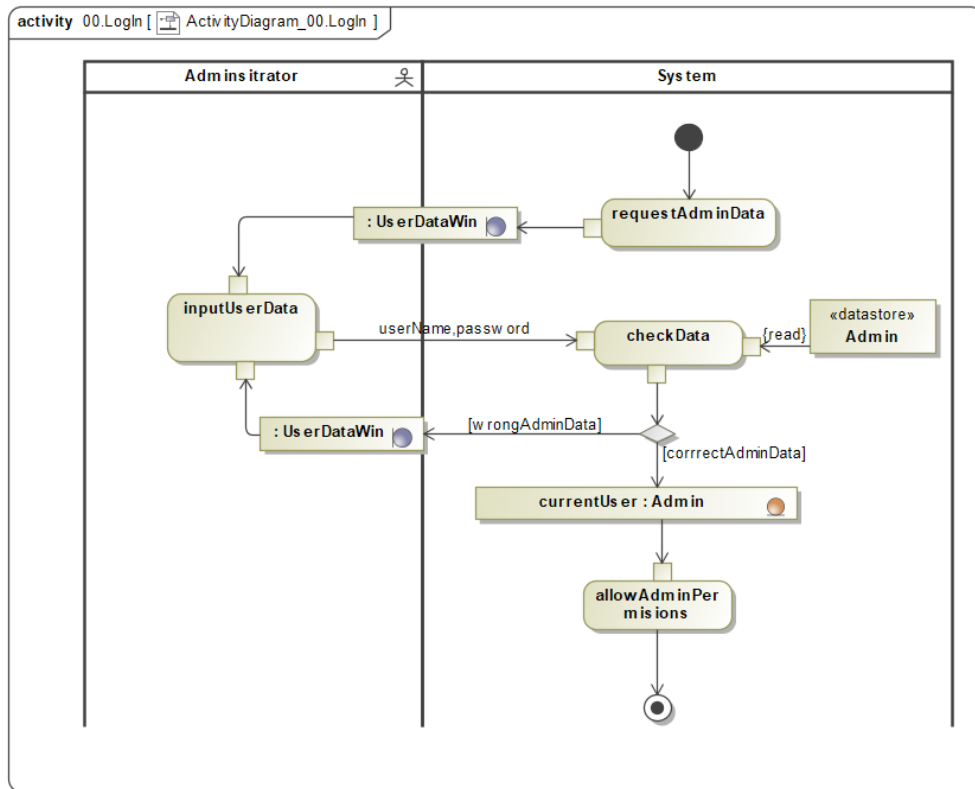 activity 00.LogIn [ ActivityDiagram_00.LogIn ]
Adminsitrator
System
requestAdminData
: UserDataWin
inputUserData
«datastore»
Admin
userName,password
checkData
{read}
: UserDataWin
[wrongAdminData]
[corrrectAdminData]
currentUser : Admin
allowAdminPer
misions